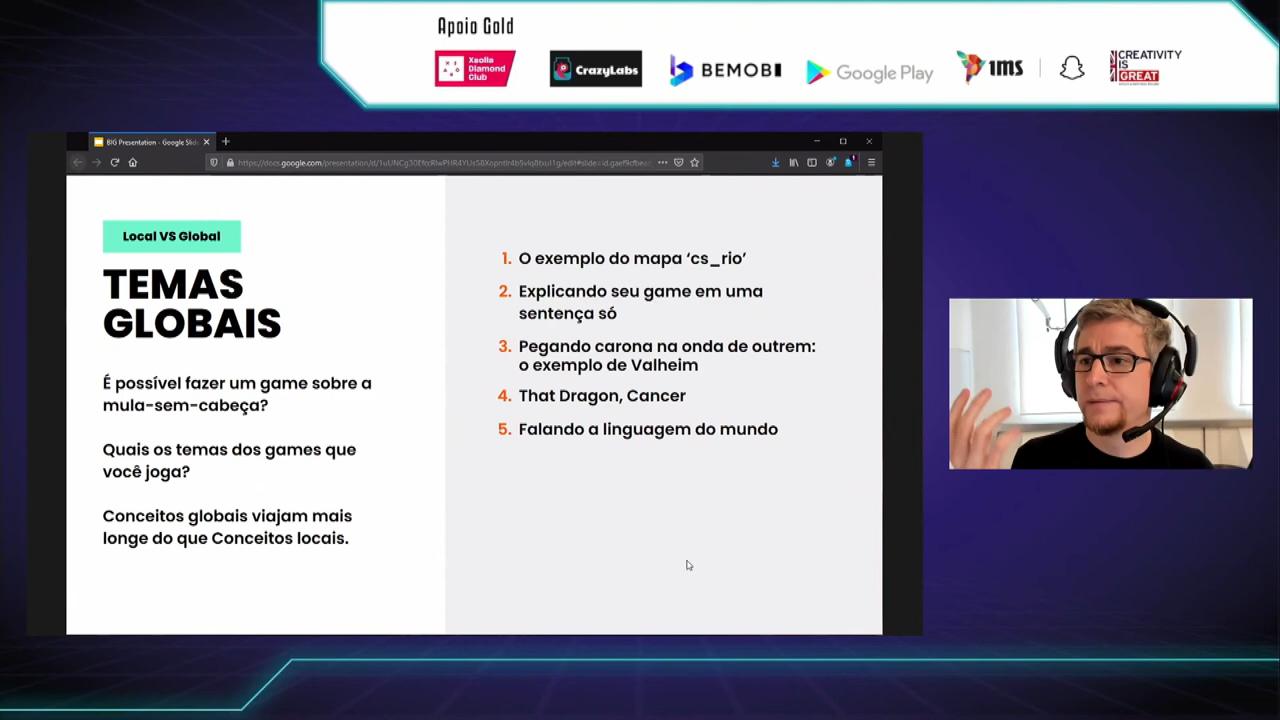 Apoio Gold
Xsolla
Diamond
Club
CrazyLabs
BEMOBI
Google Play
1MS
CREATIVITY
IS
GREAT
BIG Presentation - Google Slid
Local VS Global
TEMAS
GLOBAIS
É possível fazer um game sobre a
mula-sem-cabeça?
Quais os temas dos games que
você joga?
Conceitos globais viajam mais
longe do que Conceitos locais.
1. O exemplo do mapa ‘cs_rio’
2. Explicando seu game em uma
sentença só
3. Pegando carona na onda de outrem:
o exemplo de Valheim
4. That Dragon, Cancer
5. Falando a linguagem do mundo